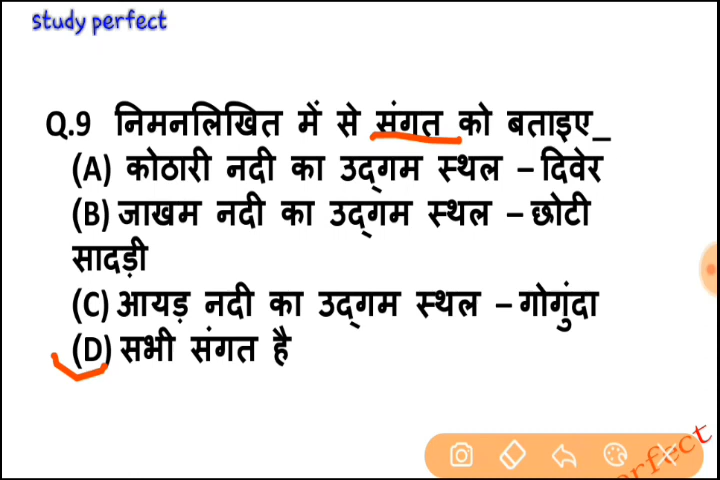 study perfect
Q.9 निमनलिखित में से संगत को बताइए_
(A) कोठारी नदी का उद्गम स्थल – दिवेर
(B) जाखम नदी का उद्गम स्थल – छोटी
सादड़ी
(C) आयड़ नदी का उद्गम स्थल – गोगुंदा
(D) सभी संगत है